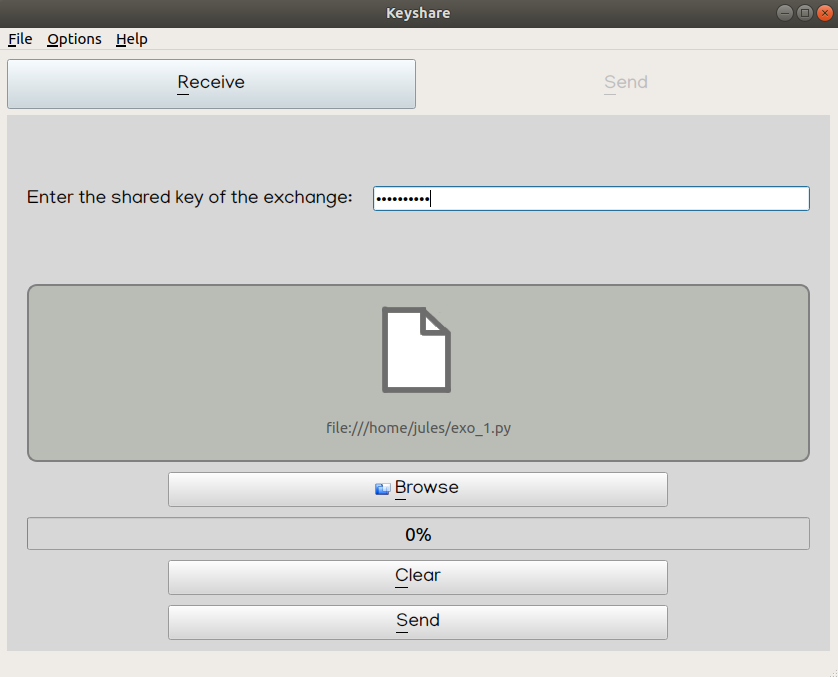 Keyshare
File Options Help
Receive Send
Enter the shared key of the exchange: ••••••••••
file:///home/jules/exo_1.py
Browse
0%
Clear
Send